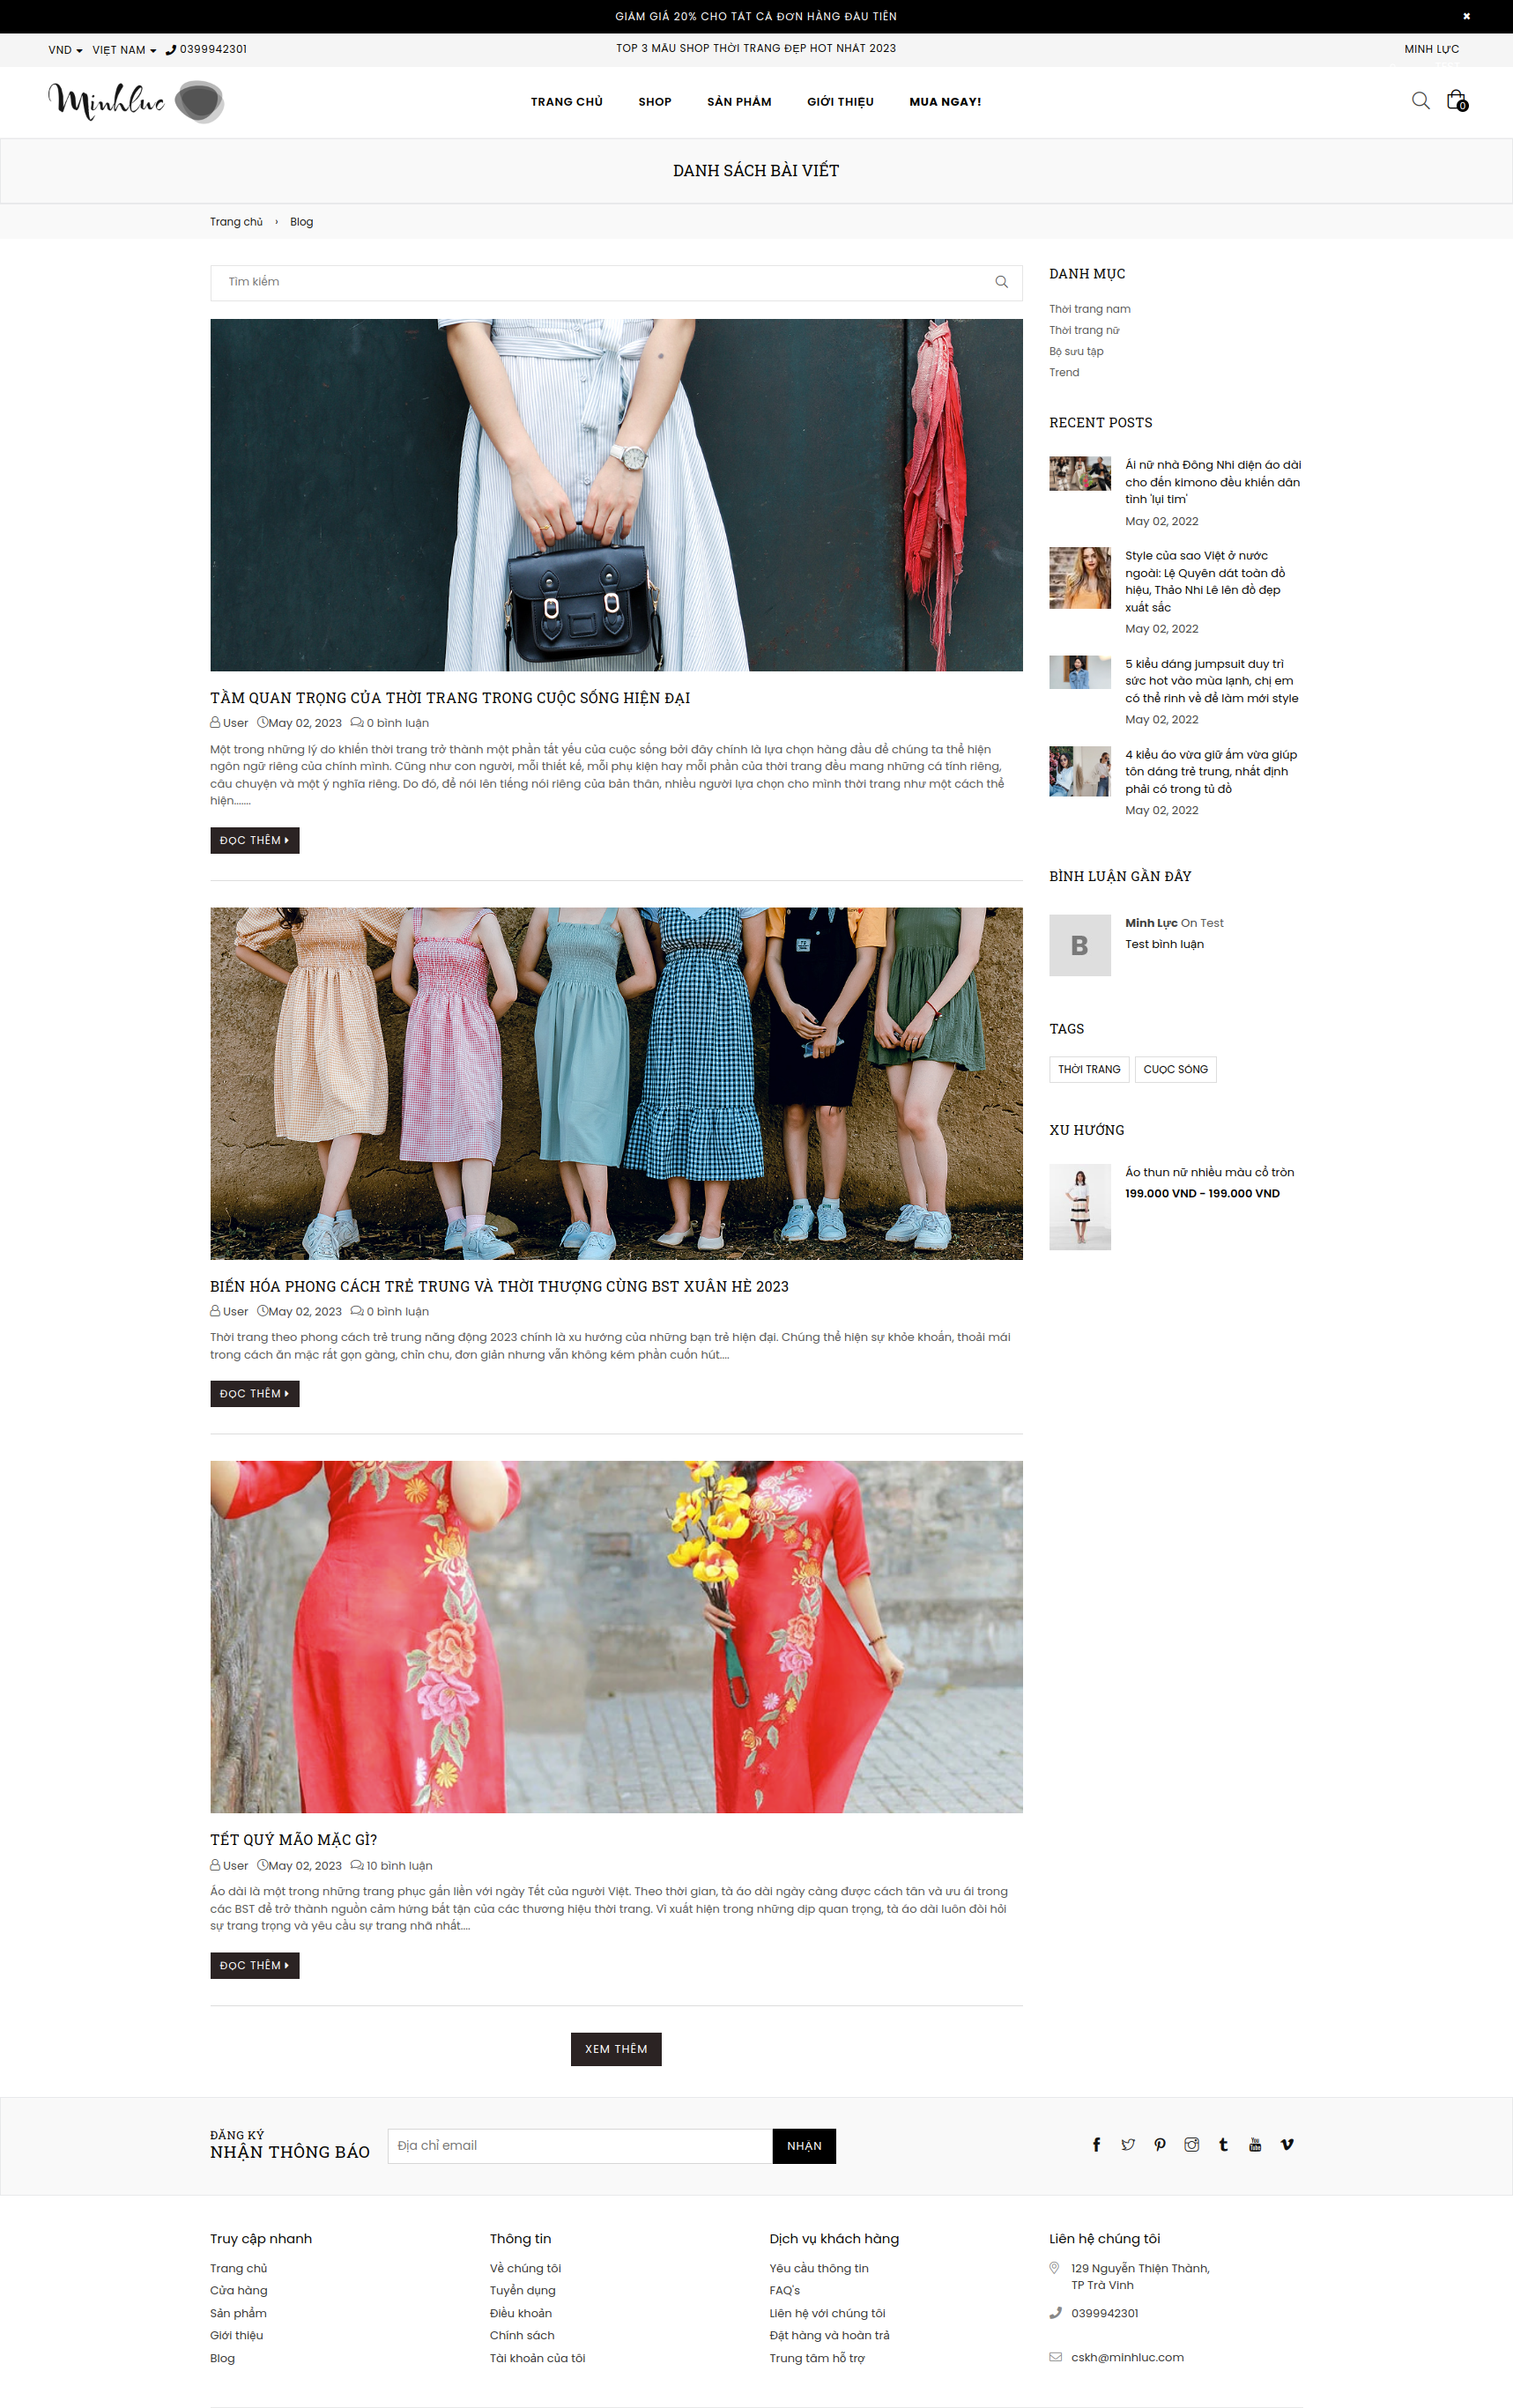 GIẢM GIÁ 20% CHO TẤT CẢ ĐƠN HÀNG ĐẦU TIÊN
VND VIỆT NAM 0399942301
TOP 3 MẪU SHOP THỜI TRANG ĐẸP HOT NHẤT 2023
MINH LỰC
Minhluc
TRANG CHỦ SHOP SẢN PHẨM GIỚI THIỆU MUA NGAY!
0
DANH SÁCH BÀI VIẾT
Trang chủ › Blog
Tìm kiếm
TẦM QUAN TRỌNG CỦA THỜI TRANG TRONG CUỘC SỐNG HIỆN ĐẠI
User May 02, 2023 0 bình luận
Một trong những lý do khiến thời trang trở thành một phần tất yếu của cuộc sống bởi đây chính là lựa chọn hàng đầu để chúng ta thể hiện
ngôn ngữ riêng của chính mình. Cũng như con người, mỗi thiết kế, mỗi phụ kiện hay mỗi phần của thời trang đều mang những cá tính riêng,
câu chuyện và một ý nghĩa riêng. Do đó, để nói lên tiếng nói riêng của bản thân, nhiều người lựa chọn cho mình thời trang như một cách thể
hiện.......
ĐỌC THÊM
BIẾN HÓA PHONG CÁCH TRẺ TRUNG VÀ THỜI THƯỢNG CÙNG BST XUÂN HÈ 2023
User May 02, 2023 0 bình luận
Thời trang theo phong cách trẻ trung năng động 2023 chính là xu hướng của những bạn trẻ hiện đại. Chúng thể hiện sự khỏe khoắn, thoải mái
trong cách ăn mặc rất gọn gàng, chỉn chu, đơn giản nhưng vẫn không kém phần cuốn hút....
ĐỌC THÊM
TẾT QUÝ MÃO MẶC GÌ?
User May 02, 2023 10 bình luận
Áo dài là một trong những trang phục gắn liền với ngày Tết của người Việt. Theo thời gian, tà áo dài ngày càng được cách tân và ưu ái trong
các BST để trở thành nguồn cảm hứng bất tận của các thương hiệu thời trang. Vì xuất hiện trong những dịp quan trọng, tà áo dài luôn đòi hỏi
sự trang trọng và yêu cầu sự trang nhã nhất....
ĐỌC THÊM
XEM THÊM
DANH MỤC
Thời trang nam
Thời trang nữ
Bộ sưu tập
Trend
RECENT POSTS
Ái nữ nhà Đông Nhi diện áo dài
cho đến kimono đều khiến dân
tình 'lụi tim'
May 02, 2022
Style của sao Việt ở nước
ngoài: Lệ Quyên dát toàn đồ
hiệu, Thảo Nhi Lê lên đồ đẹp
xuất sắc
May 02, 2022
5 kiểu dáng jumpsuit duy trì
sức hot vào mùa lạnh, chị em
có thể rinh về để làm mới style
May 02, 2022
4 kiểu áo vừa giữ ấm vừa giúp
tôn dáng trẻ trung, nhất định
phải có trong tủ đồ
May 02, 2022
BÌNH LUẬN GẦN ĐÂY
B
Minh Lực On Test
Test bình luận
TAGS
THỜI TRANG CUỘC SỐNG
XU HƯỚNG
Áo thun nữ nhiều màu cổ tròn
199.000 VND - 199.000 VND
ĐĂNG KÝ
NHẬN THÔNG BÁO
Địa chỉ email
NHẬN
Truy cập nhanh
Trang chủ
Cửa hàng
Sản phẩm
Giới thiệu
Blog
Thông tin
Về chúng tôi
Tuyển dụng
Điều khoản
Chính sách
Tài khoản của tôi
Dịch vụ khách hàng
Yêu cầu thông tin
FAQ's
Liên hệ với chúng tôi
Đặt hàng và hoàn trả
Trung tâm hỗ trợ
Liên hệ chúng tôi
129 Nguyễn Thiện Thành,
TP Trà Vinh
0399942301
cskh@minhluc.com